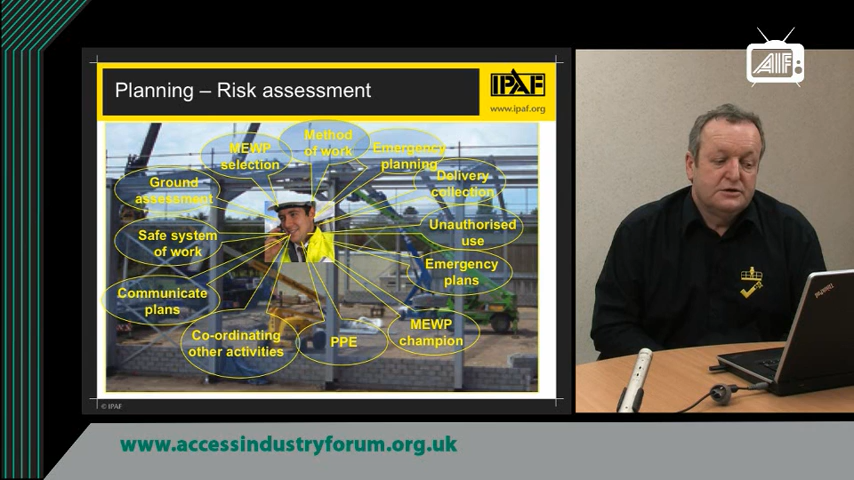 AIF
Planning – Risk assessment
IPAF
www.ipaf.org
Method
of work
MEWP
selection
Emergency
planning
Delivery
collection
Ground
assessment
Unauthorised
use
Safe system
of work
Emergency
plans
Communicate
plans
MEWP
champion
Co-ordinating
other activities
PPE
© IPAF
www.accessindustryforum.org.uk